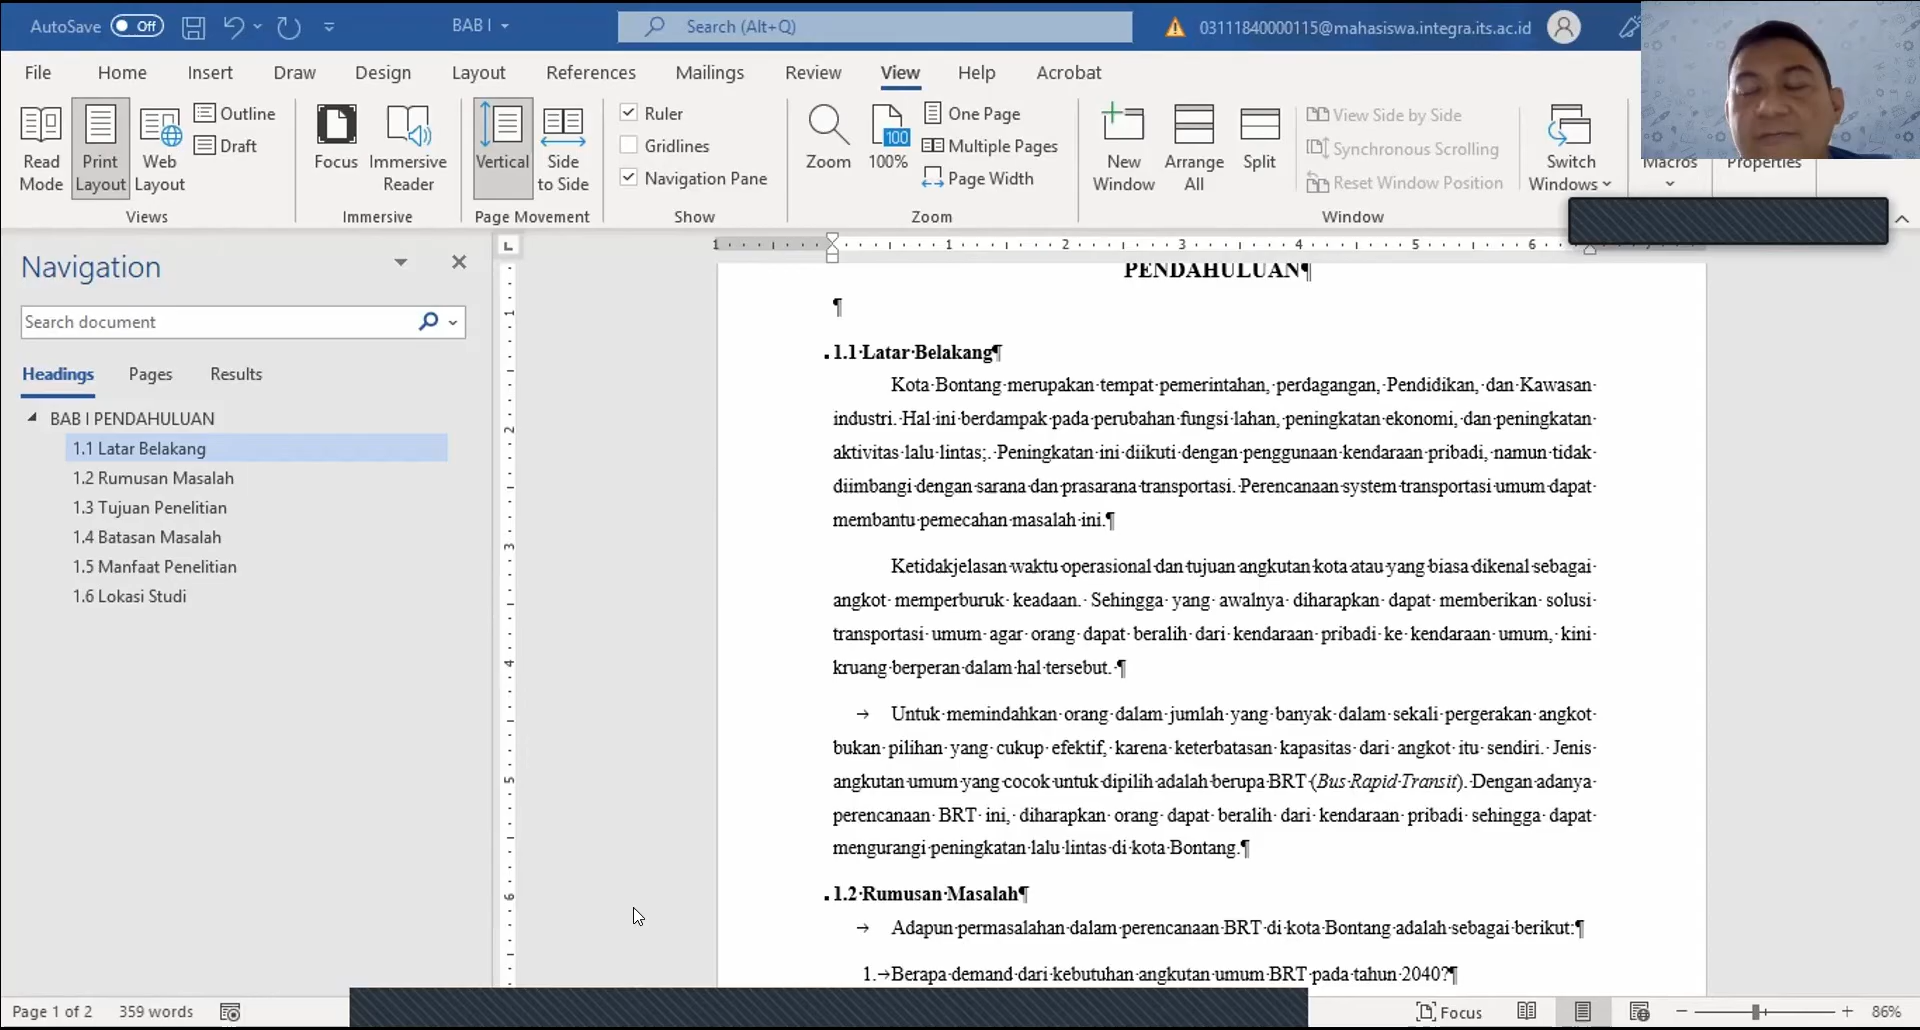 AutoSave Off BAB I Search (Alt+Q) 03111840000115@mahasiswa.integra.its.ac.id
File Home Insert Draw Design Layout References Mailings Review View Help Acrobat
Read Mode
Print Layout
Web Layout
Outline
Draft
Views
Focus
Immersive Reader
Immersive
Vertical
Side to Side
Page Movement
Ruler
Gridlines
Navigation Pane
Show
Zoom
100
100%
One Page
Multiple Pages
Page Width
Zoom
New Window
Arrange All
Split
View Side by Side
Synchronous Scrolling
Reset Window Position
Switch Windows
Window
Macros
Properties
Navigation
Search document
Headings Pages Results
BAB I PENDAHULUAN
1.1 Latar Belakang
1.2 Rumusan Masalah
1.3 Tujuan Penelitian
1.4 Batasan Masalah
1.5 Manfaat Penelitian
1.6 Lokasi Studi
1 1 2 3 4 5 6
1
2
3
4
5
6
PENDAHULUAN¶
¶
1.1 Latar Belakang¶
Kota Bontang merupakan tempat pemerintahan, perdagangan, Pendidikan, dan Kawasan
industri. Hal ini berdampak pada perubahan fungsi lahan, peningkatan ekonomi, dan peningkatan
aktivitas lalu lintas;. Peningkatan ini diikuti dengan penggunaan kendaraan pribadi, namun tidak
diimbangi dengan sarana dan prasarana transportasi. Perencanaan system transportasi umum dapat
membantu pemecahan masalah ini.¶
Ketidakjelasan waktu operasional dan tujuan angkutan kota atau yang biasa dikenal sebagai
angkot memperburuk keadaan. Sehingga yang awalnya diharapkan dapat memberikan solusi
transportasi umum agar orang dapat beralih dari kendaraan pribadi ke kendaraan umum, kini
kruang berperan dalam hal tersebut. ¶
→ Untuk memindahkan orang dalam jumlah yang banyak dalam sekali pergerakan angkot
bukan pilihan yang cukup efektif, karena keterbatasan kapasitas dari angkot itu sendiri. Jenis
angkutan umum yang cocok untuk dipilih adalah berupa BRT (Bus Rapid Transit). Dengan adanya
perencanaan BRT ini, diharapkan orang dapat beralih dari kendaraan pribadi sehingga dapat
mengurangi peningkatan lalu lintas di kota Bontang.¶
1.2 Rumusan Masalah¶
→ Adapun permasalahan dalam perencanaan BRT di kota Bontang adalah sebagai berikut:¶
1.→Berapa demand dari kebutuhan angkutan umum BRT pada tahun 2040?¶
Page 1 of 2 359 words Focus 86%